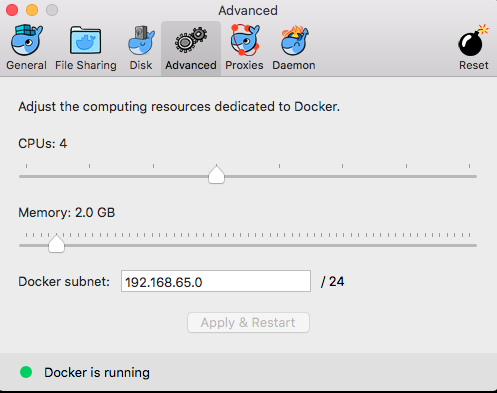 Advanced
General File Sharing Disk Advanced Proxies Daemon Reset
Adjust the computing resources dedicated to Docker.
CPUs: 4
Memory: 2.0 GB
Docker subnet: 192.168.65.0 / 24
Apply & Restart
Docker is running